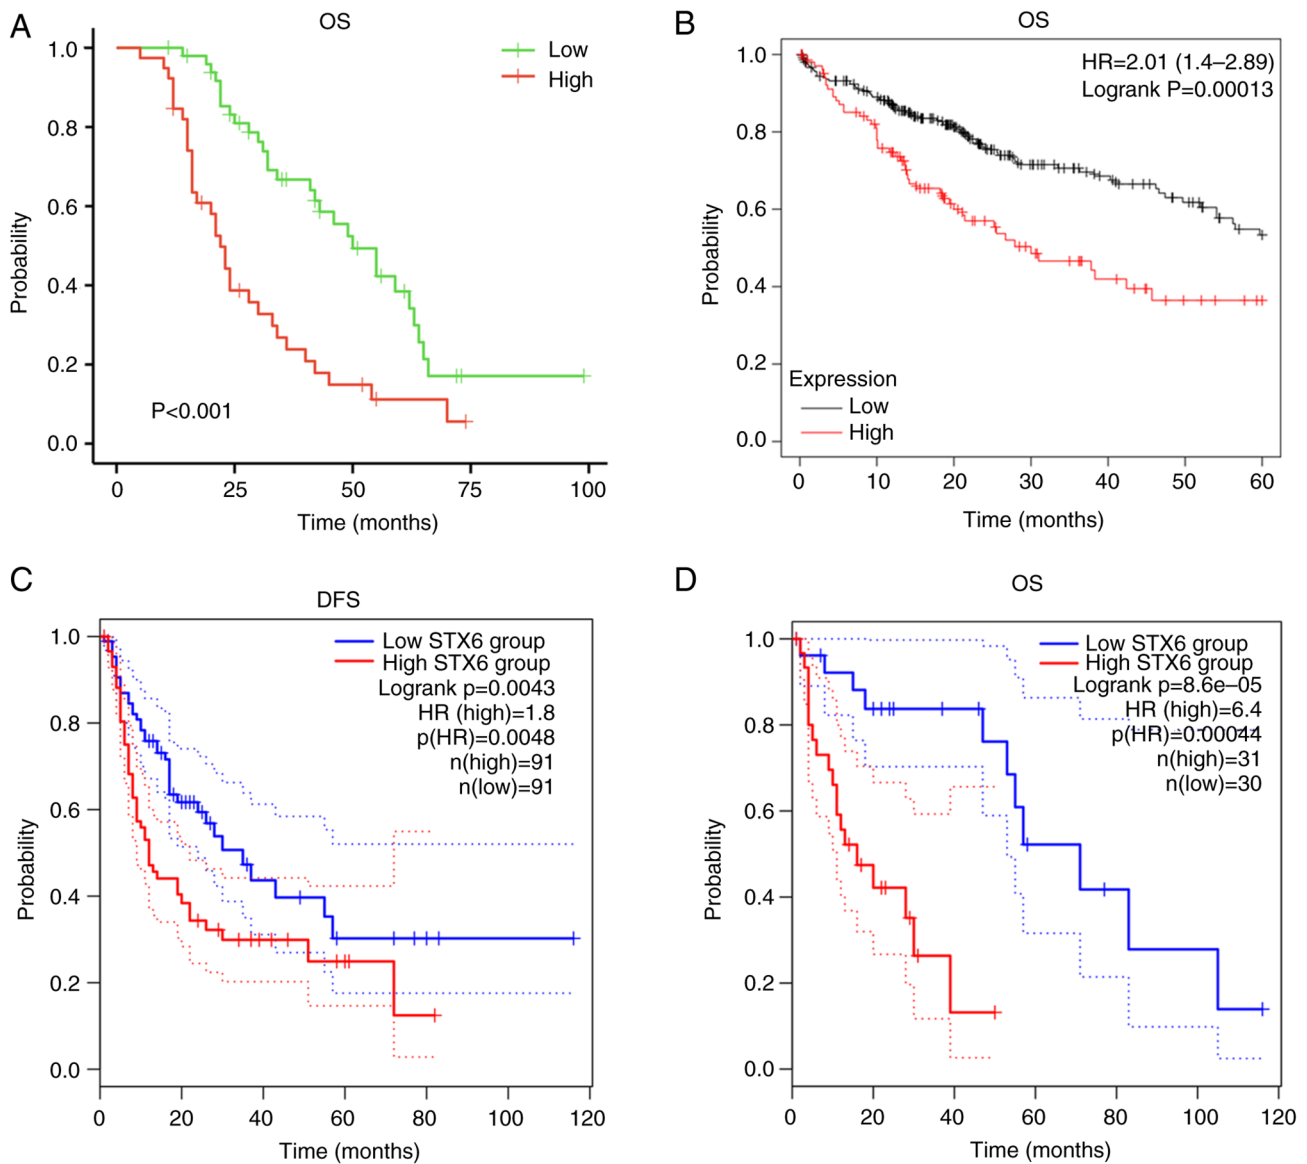 A
OS
1.0
0.8
0.6
0.4
0.2
0.0
Probability
Low
High
P<0.001
0 25 50 75 100
Time (months)
B
OS
1.0
0.8
0.6
0.4
0.2
0.0
Probability
HR=2.01 (1.4–2.89)
Logrank P=0.00013
Expression
Low
High
0 10 20 30 40 50 60
Time (months)
C
DFS
1.0
0.8
0.6
0.4
0.2
0.0
Probability
Low STX6 group
High STX6 group
Logrank p=0.0043
HR (high)=1.8
p(HR)=0.0048
n(high)=91
n(low)=91
0 20 40 60 80 100 120
Time (months)
D
OS
1.0
0.8
0.6
0.4
0.2
0.0
Probability
Low STX6 group
High STX6 group
Logrank p=8.6e–05
HR (high)=6.4
p(HR)=0.00044
n(high)=31
n(low)=30
0 20 40 60 80 100 120
Time (months)